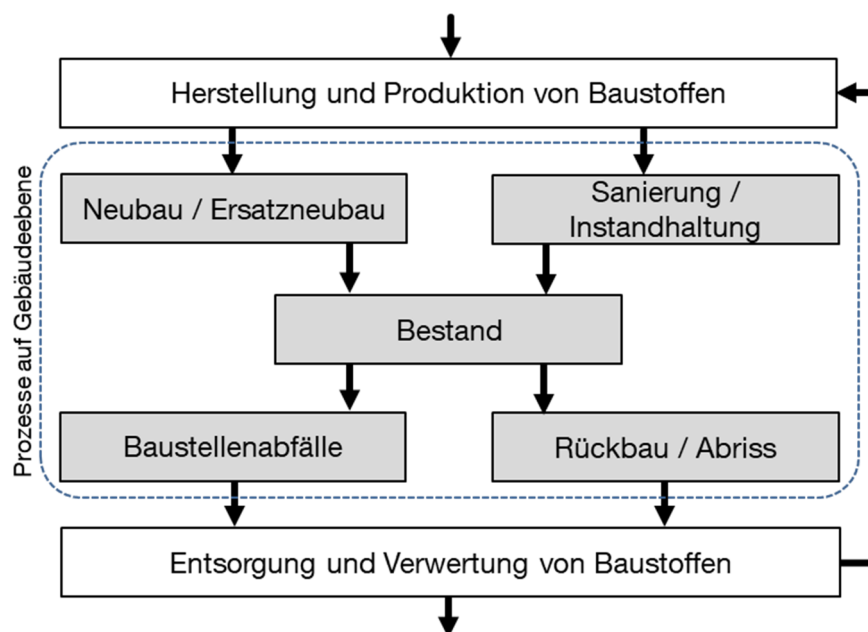 Herstellung und Produktion von Baustoffen
Prozesse auf Gebäudeebene
Neubau / Ersatzneubau
Sanierung /
Instandhaltung
Bestand
Baustellenabfälle
Rückbau / Abriss
Entsorgung und Verwertung von Baustoffen